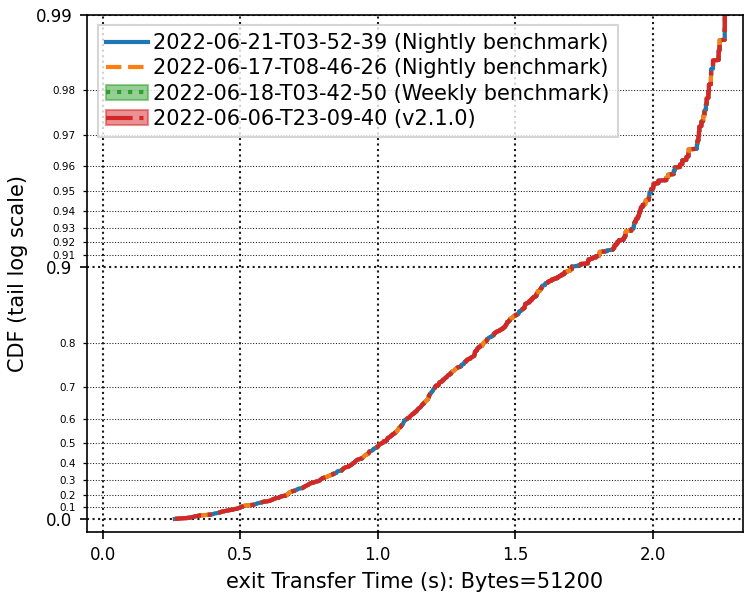 2022-06-21-T03-52-39 (Nightly benchmark)
2022-06-17-T08-46-26 (Nightly benchmark)
2022-06-18-T03-42-50 (Weekly benchmark)
2022-06-06-T23-09-40 (v2.1.0)
CDF (tail log scale)
0.99
0.98
0.97
0.96
0.95
0.94
0.93
0.92
0.91
0.9
0.8
0.7
0.6
0.5
0.4
0.3
0.2
0.1
0.0
0.0 0.5 1.0 1.5 2.0
exit Transfer Time (s): Bytes=51200